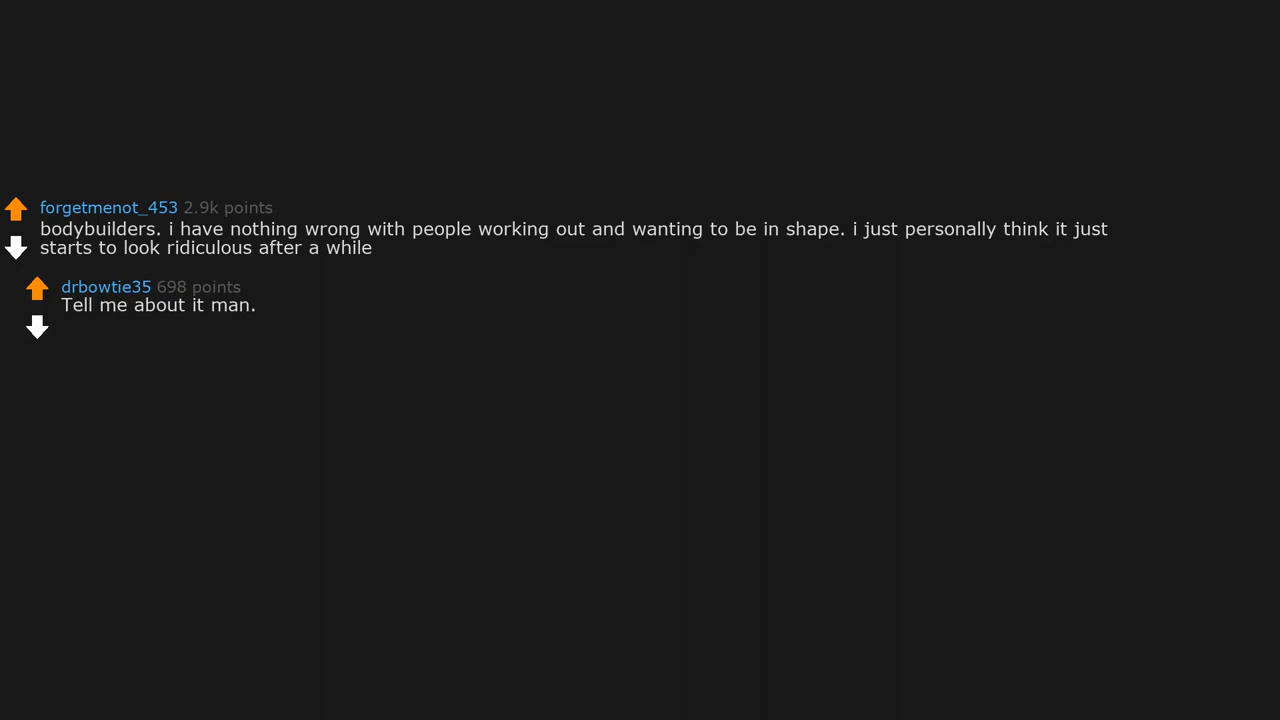 forgetmenot_453 2.9k points
bodybuilders. i have nothing wrong with people working out and wanting to be in shape. i just personally think it just
starts to look ridiculous after a while
drbowtie35 698 points
Tell me about it man.